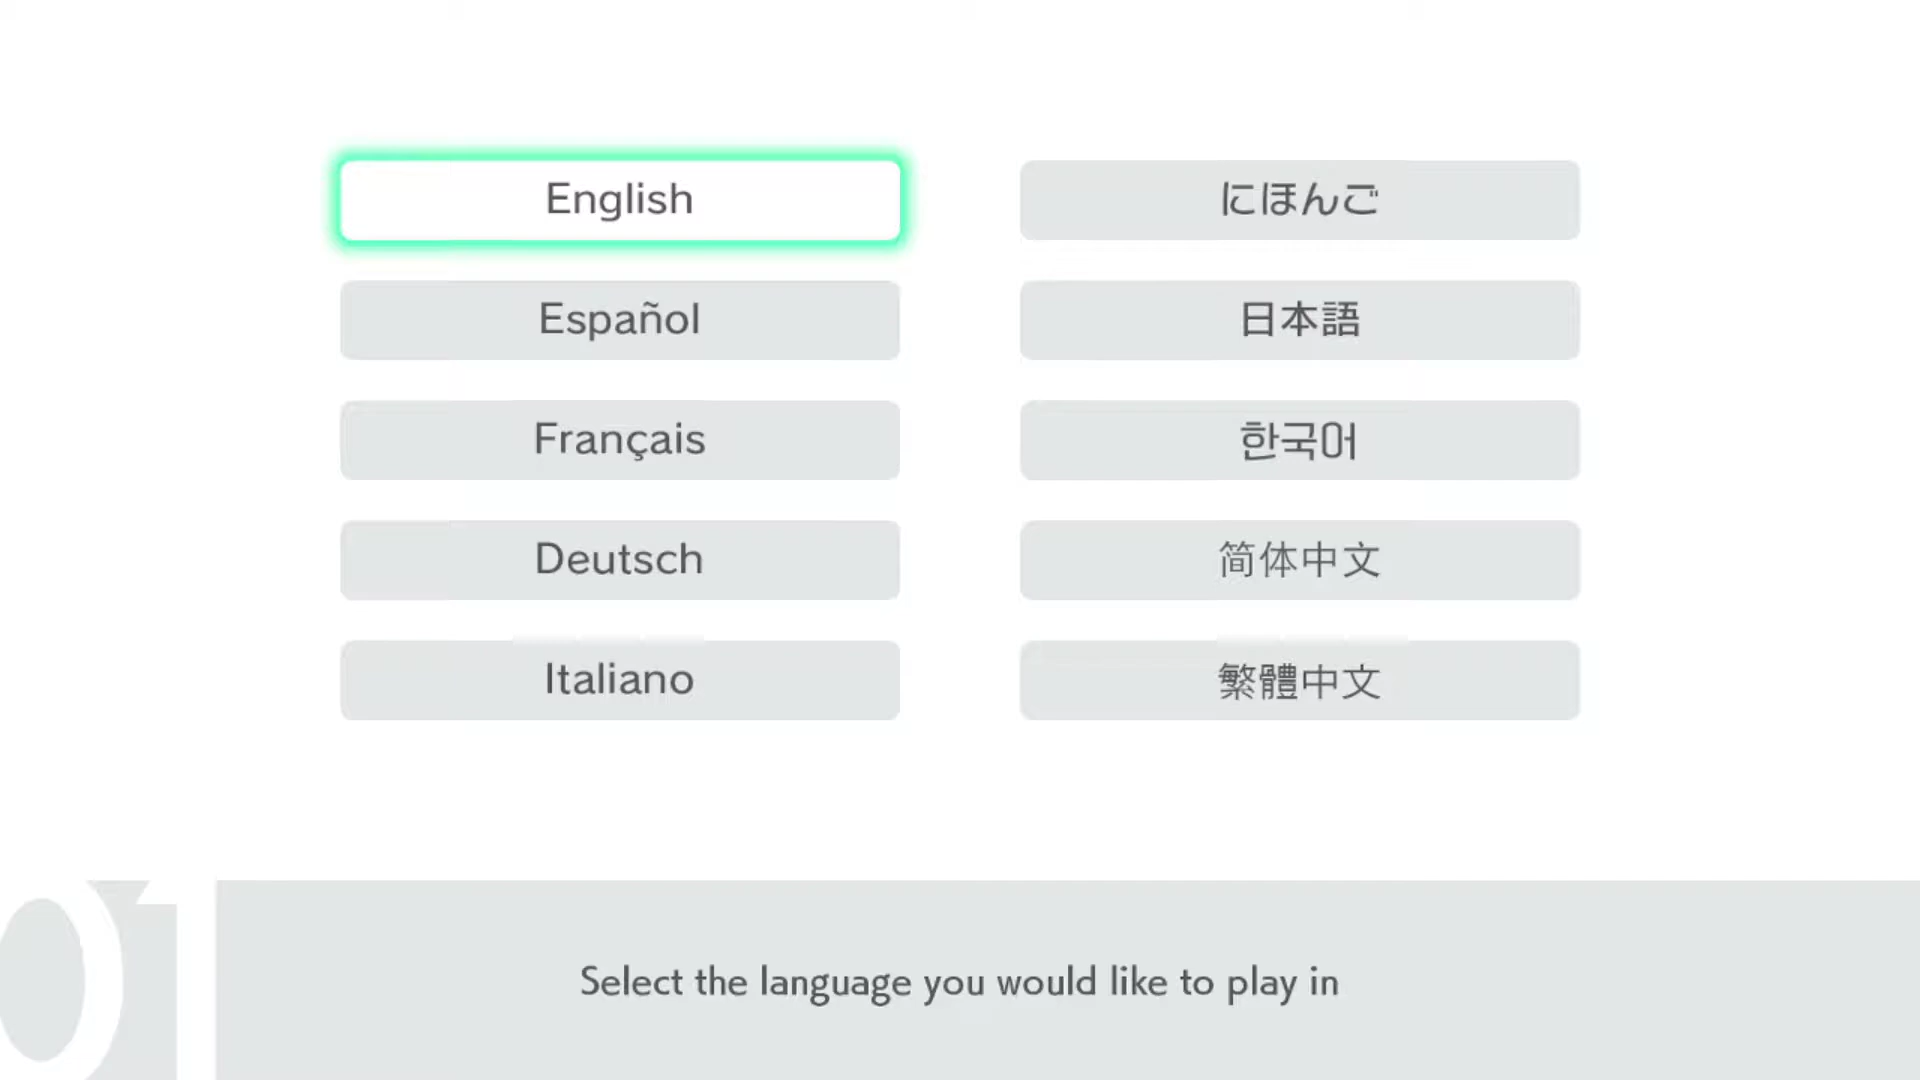 English
Español
Français
Deutsch
Italiano
にほんご
日本語
한국어
简体中文
繁體中文
01
Select the language you would like to play in